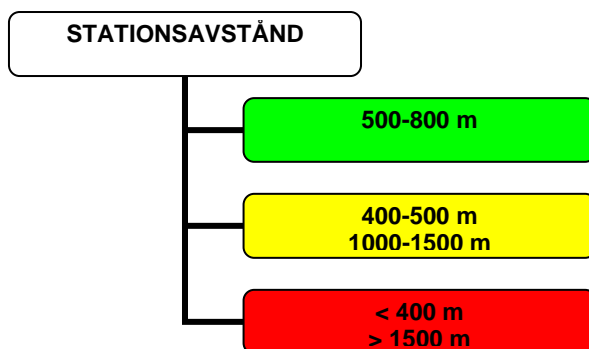 STATIONSAVSTÅND
500-800 m
400-500 m
1000-1500 m
< 400 m
> 1500 m